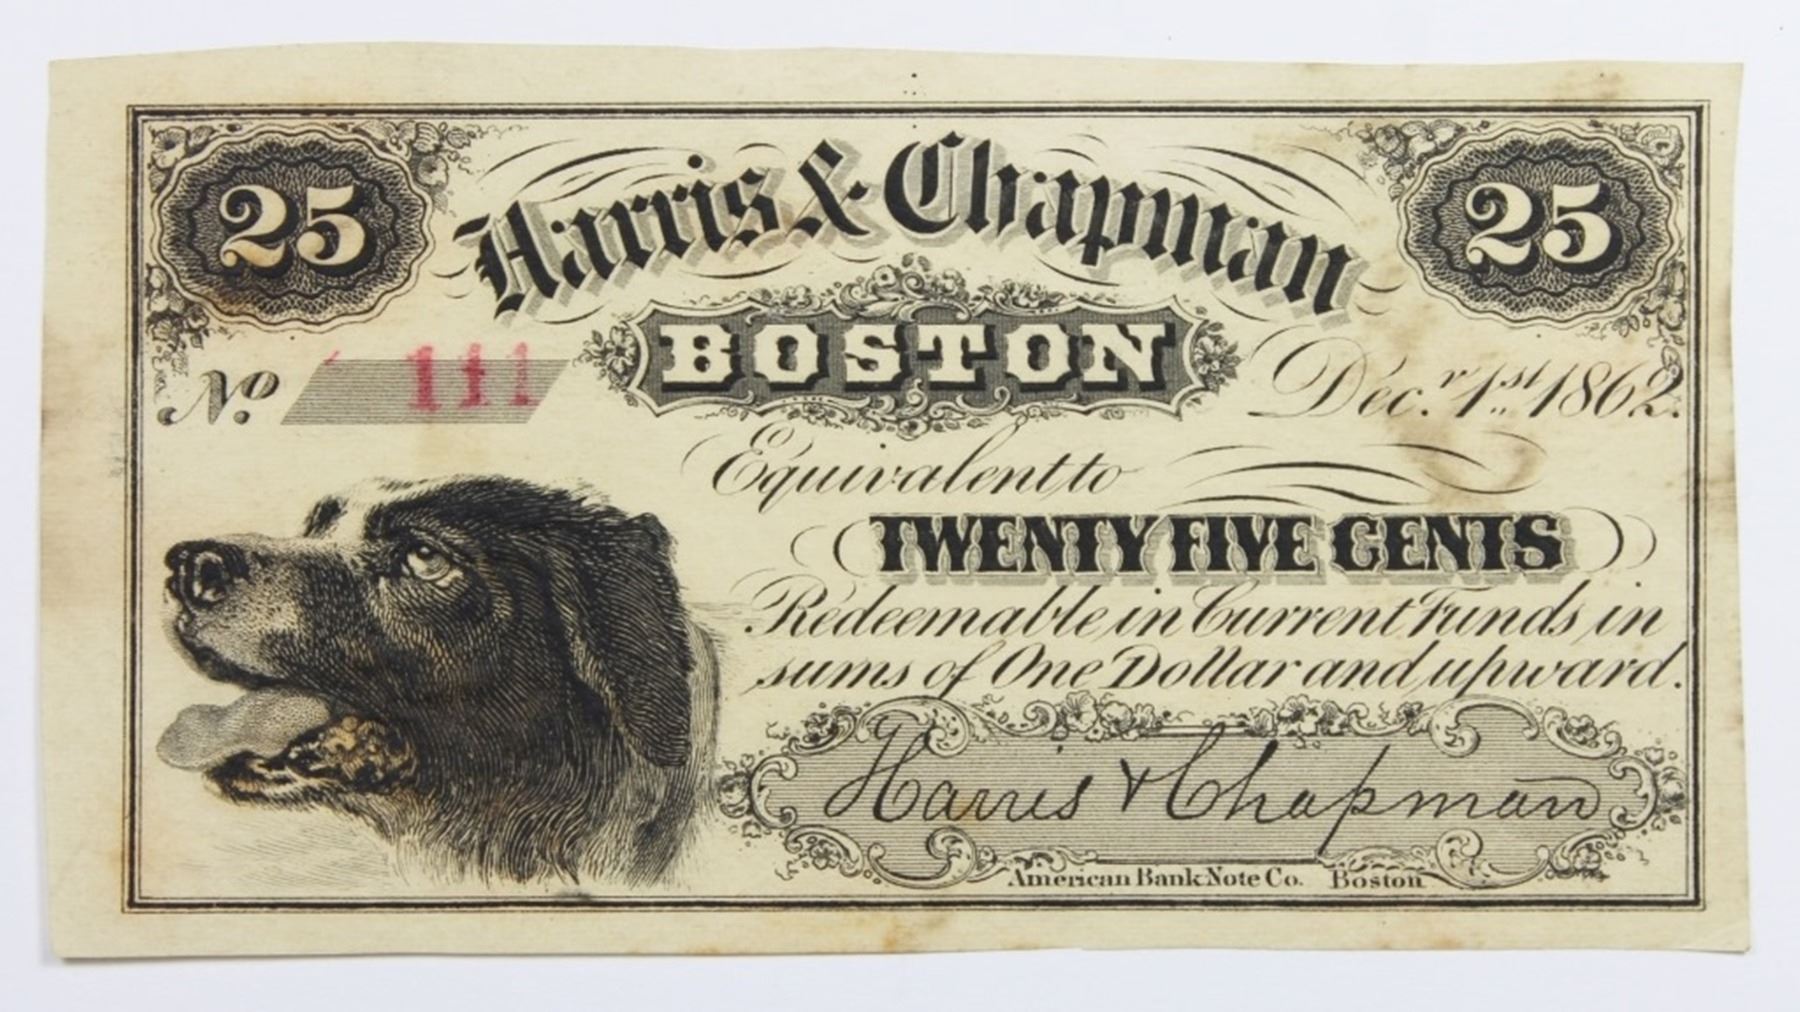 25
Harris & Chapman
25
BOSTON
No. 111
Decr. 1st 1862.
Equivalent to
TWENTY FIVE CENTS
Redeemable in Current Funds in
sums of One Dollar and upward.
Harris & Chapman
American Bank Note Co. Boston